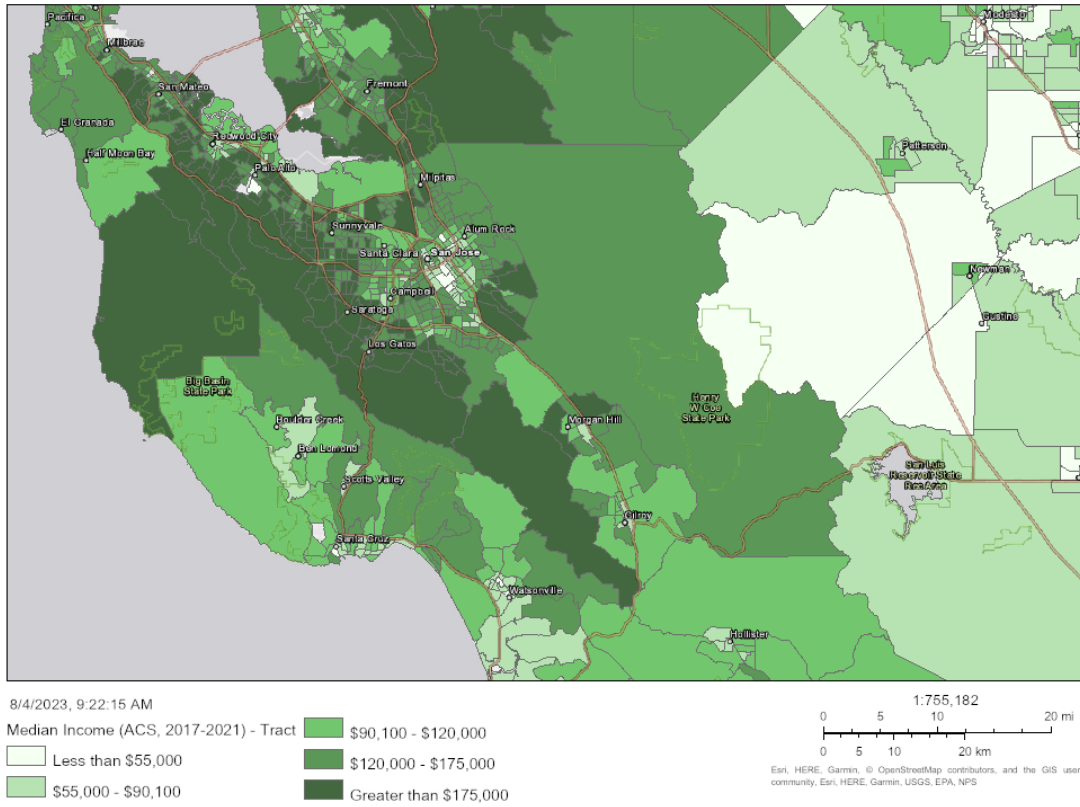 Pacifica
Modesto
Millbrae
San Mateo
Fremont
El Granada
Redwood City
Half Moon Bay
Palo Alto
Patterson
Milpitas
Sunnyvale
Alum Rock
Santa Clara
San Jose
Newman
Campbell
Saratoga
Gustine
Los Gatos
Big Basin
State Park
Henry
W Coe
State Park
Boulder Creek
Morgan Hill
Ben Lomond
San Luis
Reservoir State
Rec Area
Scotts Valley
Gilroy
Santa Cruz
Watsonville
Hollister
8/4/2023, 9:22:15 AM
Median Income (ACS, 2017-2021) - Tract
Less than $55,000
$55,000 - $90,100
$90,100 - $120,000
$120,000 - $175,000
Greater than $175,000
1:755,182
0 5 10 20 mi
0 5 10 20 km
Esri, HERE, Garmin, © OpenStreetMap contributors, and the GIS user
community, Esri, HERE, Garmin, USGS, EPA, NPS